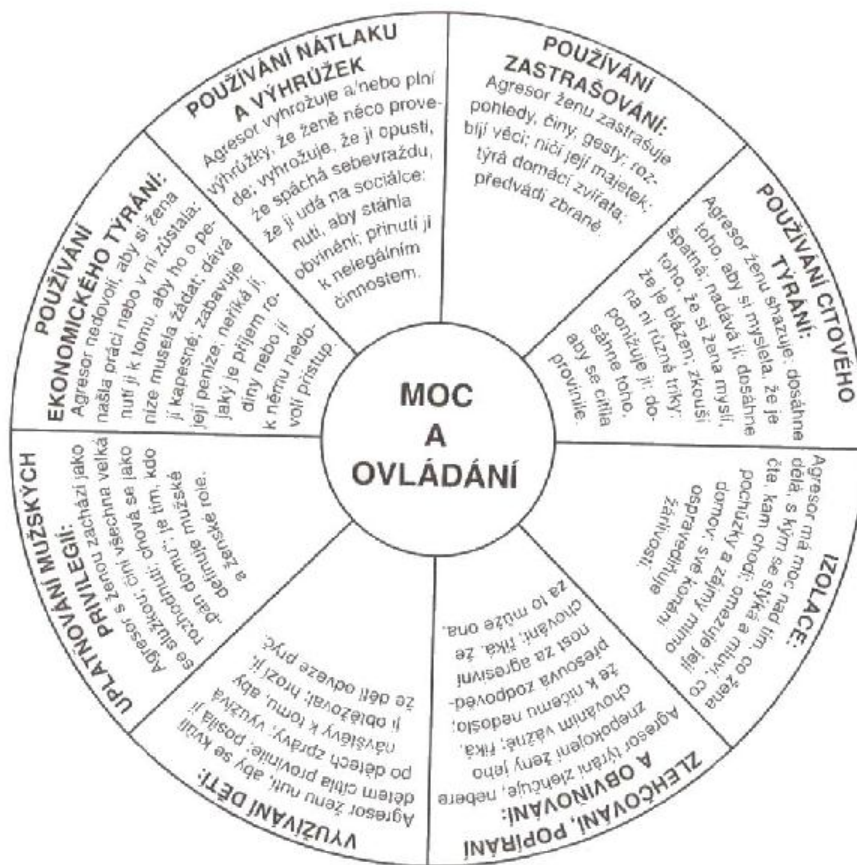 MOC
A
OVLÁDÁNÍ
POUŽÍVÁNÍ NÁTLAKU
A VÝHRŮŽEK
Agresor vyhrožuje a/nebo plní
výhrůžky, že ženě něco prove-
de; vyhrožuje, že ji opustí,
že spáchá sebevraždu,
že ji udá na sociálce:
nutí, aby stáhla
obvinění; přinutí ji
k nelegálním
činnostem.
POUŽÍVÁNÍ
ZASTRAŠOVÁNÍ:
Agresor ženu zastrašuje
pohledy, činy, gesty; roz-
bíjí věci; ničí její majetek;
týrá domácí zvířata;
předvádí zbraně.
POUŽÍVÁNÍ CITOVÉHO
TÝRÁNÍ:
Agresor ženu shazuje; dosáhne
toho, aby si myslela, že je
špatná; nadává jí; dosáhne
toho, že si žena myslí,
že je blázen; zkouší
na ni různé triky;
ponižuje ji; do-
sáhne toho,
aby se cítila
provinile.
IZOLACE:
Agresor má moc nad tím, co žena
dělá, s kým se stýká a mluví, co
čte, kam chodí; omezuje její
pochůzky a zájmy mimo
domov; své konání
ospravedlňuje
žárlivostí.
ZLEHČOVÁNÍ, POPÍRÁNÍ
A OBVIŇOVÁNÍ:
Agresor týrání zlehčuje, nebere
znepokojení ženy jeho
chováním vážně; říká,
že k ničemu nedošlo;
přesouvá zodpověd-
nost za agresivní
chování; říká, že
za to může ona.
VYUŽÍVÁNÍ DĚTÍ:
Agresor ženu nutí, aby se kvůli
dětem cítila provinile; posílá jí
po dětech zprávy; využívá
návštěvy k tomu, aby
ji obtěžoval; hrozí jí,
že děti odveze pryč.
UPLATŇOVÁNÍ MUŽSKÝCH
PRIVILEGIÍ:
Agresor s ženou zachází jako
se služkou; činí všechna velká
rozhodnutí; chová se jako
„pán domu“; je tím, kdo
definuje mužské
a ženské role.
POUŽÍVÁNÍ
EKONOMICKÉHO TÝRÁNÍ:
Agresor nedovolí, aby si žena
našla práci nebo v ní zůstala;
nutí ji k tomu, aby ho o pe-
níze musela žádat; dává
jí kapesné; zabavuje
její peníze; neříká jí,
jaký je příjem ro-
diny nebo jí
k němu nedo-
volí přístup.